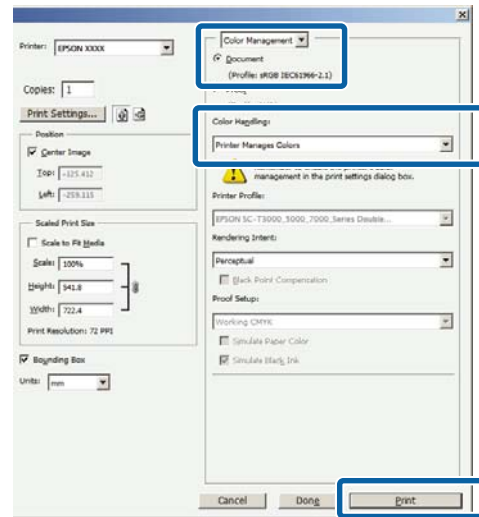 Printer: EPSON XXXX
Copies: 1
Print Settings...
Position
Center Image
Top: -125.412
Left: -259.115
Scaled Print Size
Scale to Fit Media
Scale: 100%
Height: 541.8
Width: 722.4
Print Resolution: 72 PPI
Bounding Box
Units: mm
Color Management
Document
(Profile: sRGB IEC61966-2.1)
Color Handling:
Printer Manages Colors
management in the print settings dialog box.
Printer Profile:
EPSON SC-T3000_5000_7000_Series Double...
Rendering Intent:
Perceptual
Black Point Compensation
Proof Setup:
Working CMYK
Simulate Paper Color
Simulate Black Ink
Cancel
Done
Print